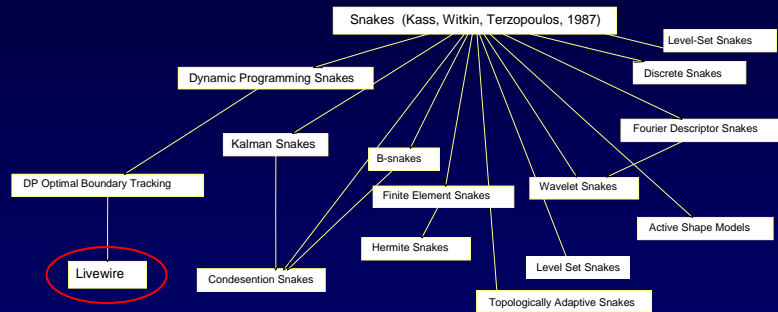 Snakes (Kass, Witkin, Terzopoulos, 1987)
Level-Set Snakes
Discrete Snakes
Dynamic Programming Snakes
Fourier Descriptor Snakes
Kalman Snakes
B-snakes
DP Optimal Boundary Tracking
Wavelet Snakes
Finite Element Snakes
Active Shape Models
Hermite Snakes
Level Set Snakes
Livewire
Condesention Snakes
Topologically Adaptive Snakes